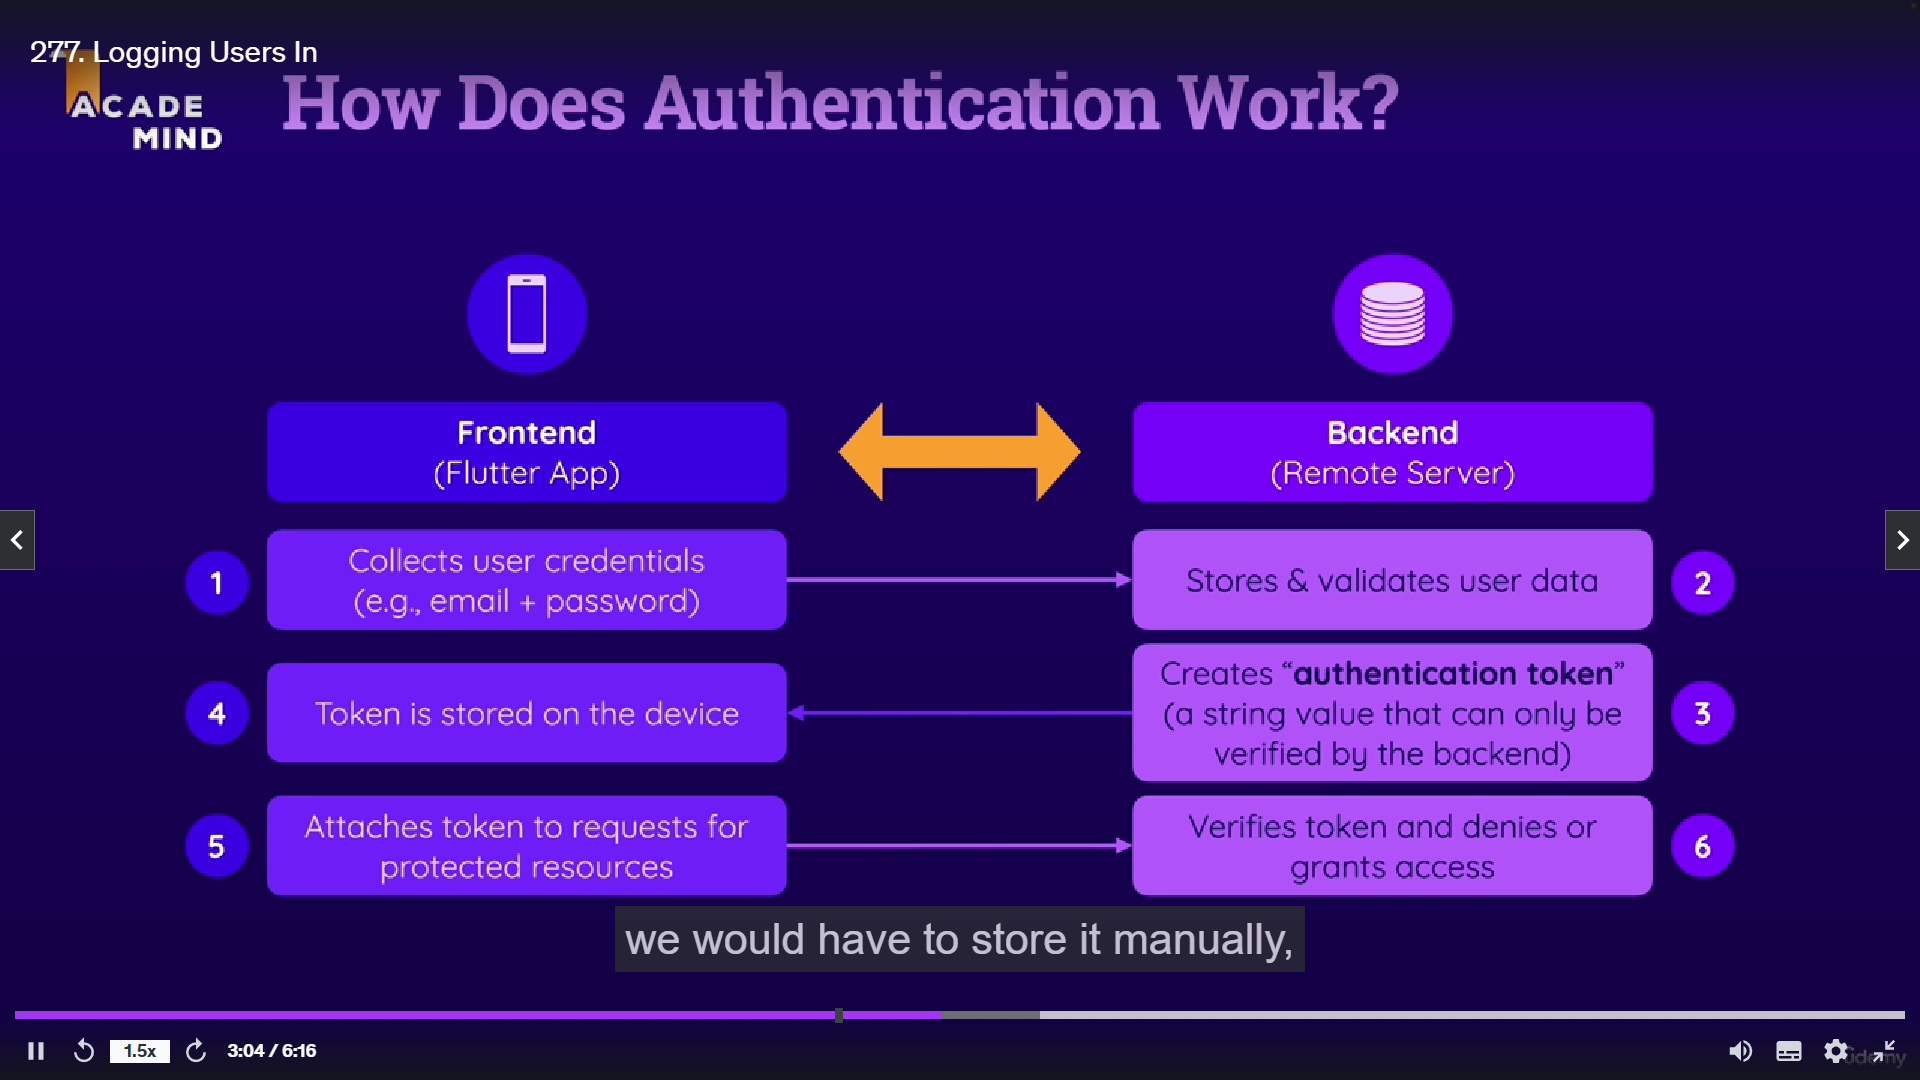 277. Logging Users In
ACADE
MIND
How Does Authentication Work?
Frontend
(Flutter App)
Backend
(Remote Server)
1
Collects user credentials
(e.g., email + password)
Stores & validates user data
2
4
Token is stored on the device
Creates “authentication token”
(a string value that can only be
verified by the backend)
3
5
Attaches token to requests for
protected resources
Verifies token and denies or
grants access
6
we would have to store it manually,
1.5x
3:04 / 6:16
udemy